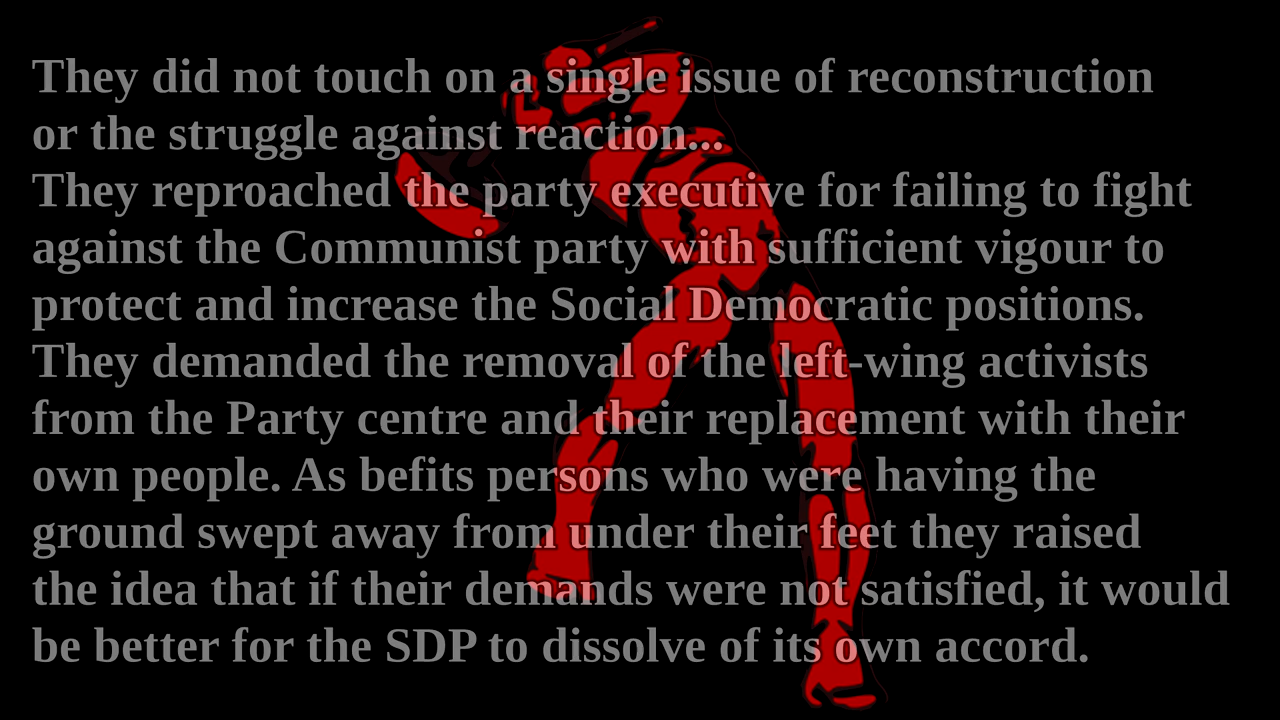 They did not touch on a single issue of reconstruction
or the struggle against reaction...
They reproached the party executive for failing to fight
against the Communist party with sufficient vigour to
protect and increase the Social Democratic positions.
They demanded the removal of the left-wing activists
from the Party centre and their replacement with their
own people. As befits persons who were having the
ground swept away from under their feet they raised
the idea that if their demands were not satisfied, it would
be better for the SDP to dissolve of its own accord.